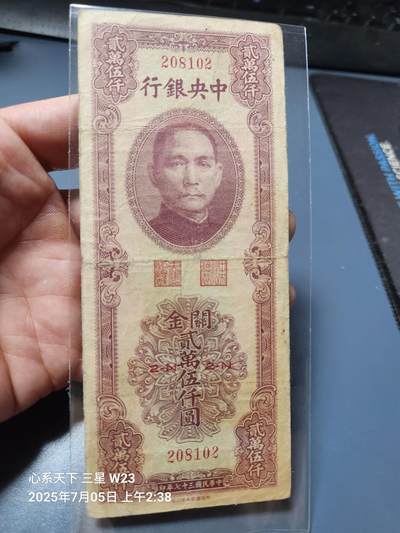 貳萬伍仟
208102
貳萬伍仟
行銀央中
關金
貳萬伍仟圓
2-N 2-N
貳萬伍仟
208102
貳萬伍仟
印年七十三國民華中
心系天下 三星 W23
2025年7月05日 上午2:38